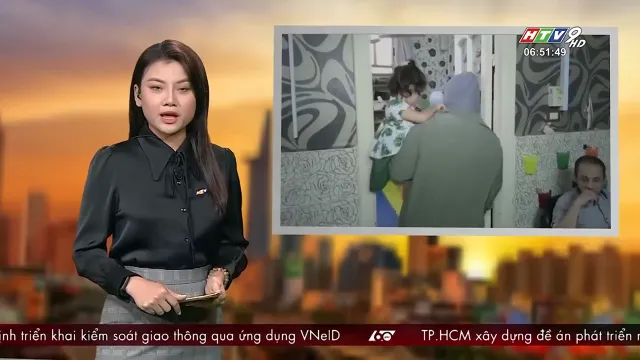 HTV9 HD
06:51:49
ịnh triển khai kiểm soát giao thông qua ứng dụng VNeID
60 TP.HCM xây dựng đề án phát triển